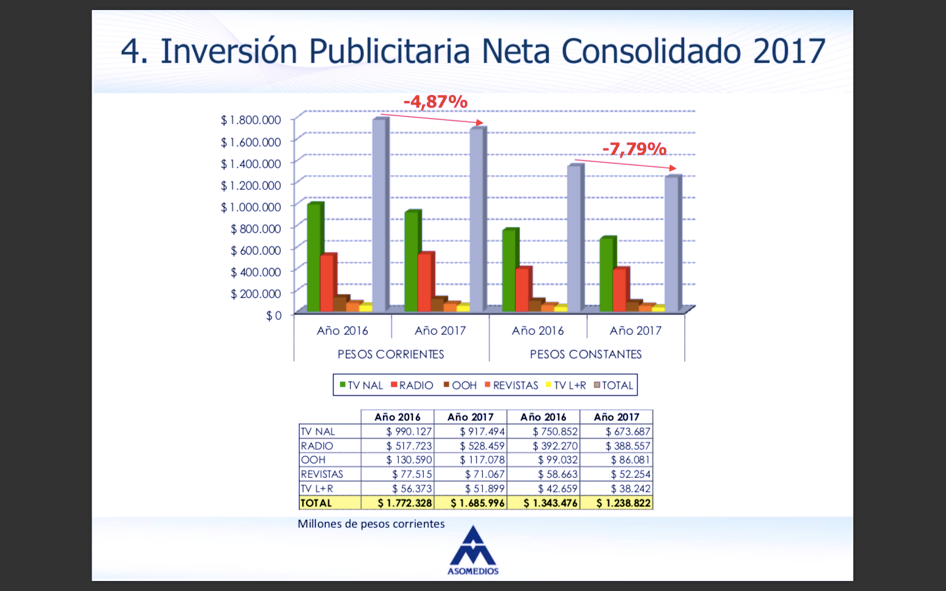 4. Inversión Publicitaria Neta Consolidado 2017
-4,87%
-7,79%
$ 1.800.000
$ 1.600.000
$ 1.400.000
$ 1.200.000
$ 1.000.000
$ 800.000
$ 600.000
$ 400.000
$ 200.000
$ 0
Año 2016 Año 2017 Año 2016 Año 2017
PESOS CORRIENTES PESOS CONSTANTES
TV NAL RADIO OOH REVISTAS TV L+R TOTAL
Año 2016 Año 2017 Año 2016 Año 2017
TV NAL $ 990.127 $ 917.494 $ 750.852 $ 673.687
RADIO $ 517.723 $ 528.459 $ 392.270 $ 388.557
OOH $ 130.590 $ 117.078 $ 99.032 $ 86.081
REVISTAS $ 77.515 $ 71.067 $ 58.663 $ 52.254
TV L+R $ 56.373 $ 51.899 $ 42.659 $ 38.242
TOTAL $ 1.772.328 $ 1.685.996 $ 1.343.476 $ 1.238.822
Millones de pesos corrientes
ASOMEDIOS